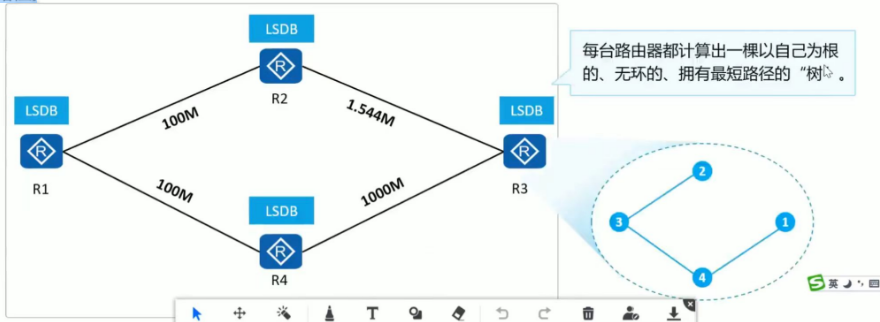 LSDB
R
R2
LSDB
R
R1
100M
1.544M
LSDB
R
R3
100M
1000M
LSDB
R
R4
每台路由器都计算出一棵以自己为根
的、无环的、拥有最短路径的“树”。
2
3
1
4
S 英
T